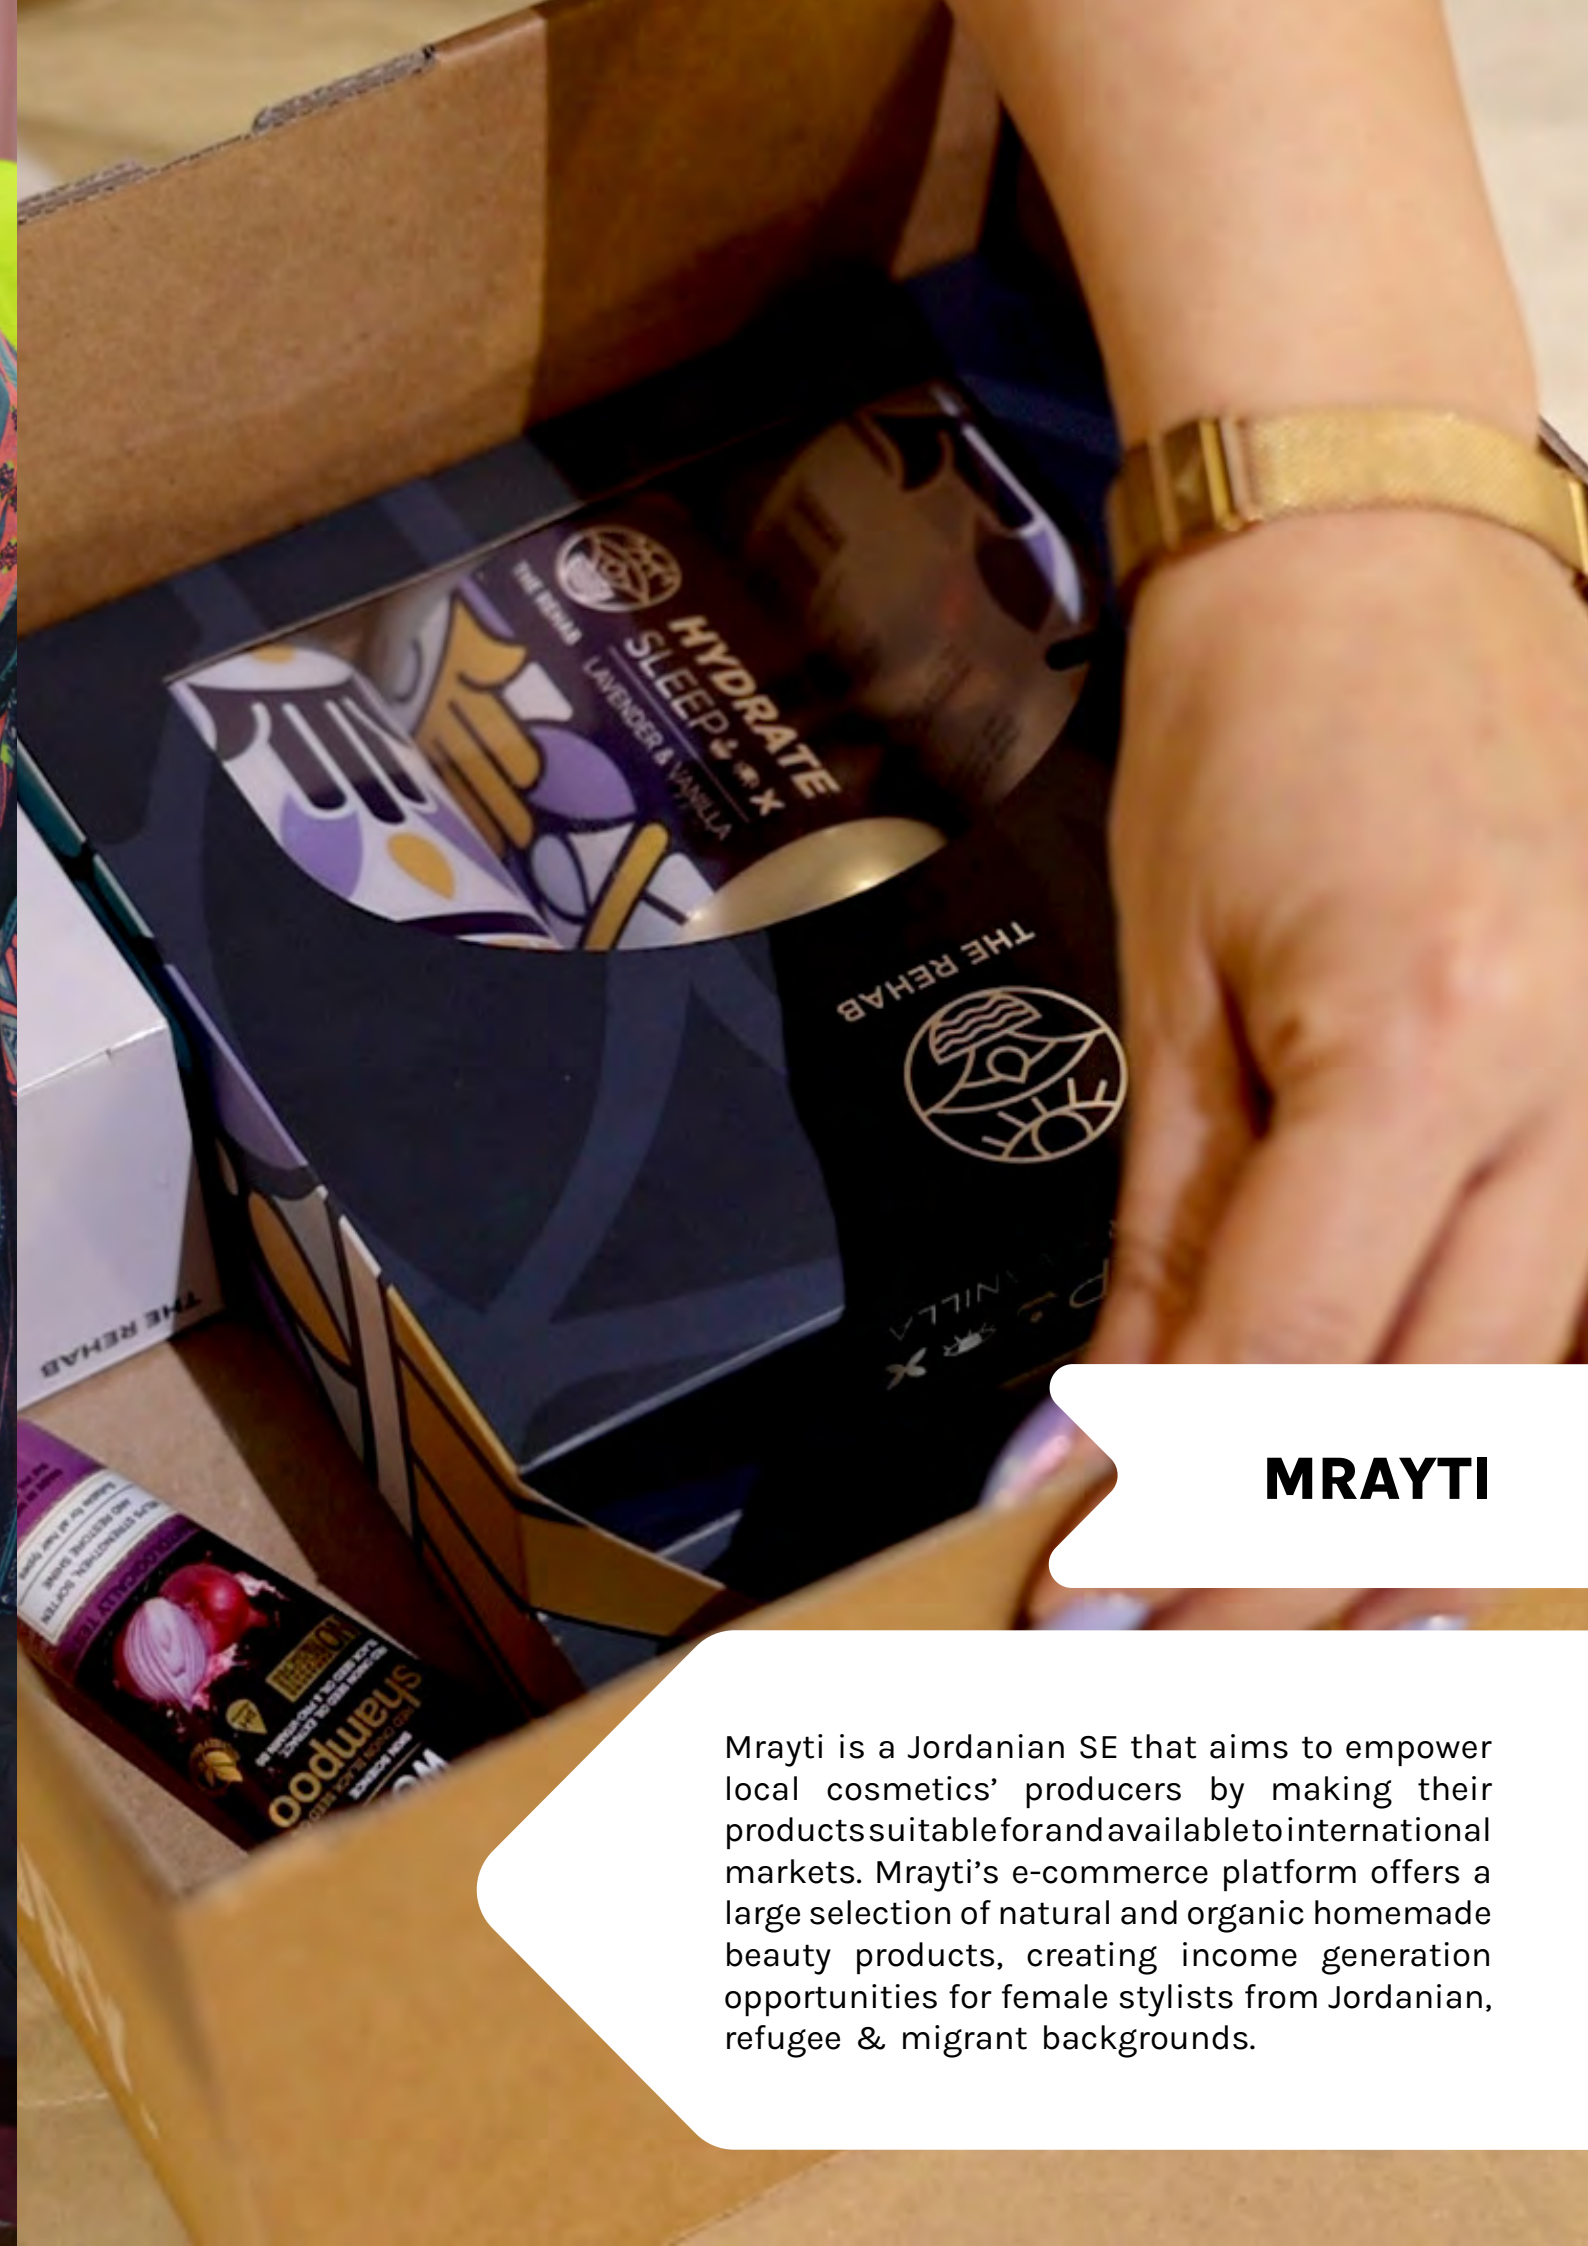 THE REHAB
HYDRATE
SLEEP
LAVENDER & VANILLA
THE REHAB
THE REHAB
shampoo
MRAYTI
Mrayti is a Jordanian SE that aims to empower
local cosmetics’ producers by making their
products suitable for and available to international
markets. Mrayti’s e-commerce platform offers a
large selection of natural and organic homemade
beauty products, creating income generation
opportunities for female stylists from Jordanian,
refugee & migrant backgrounds.